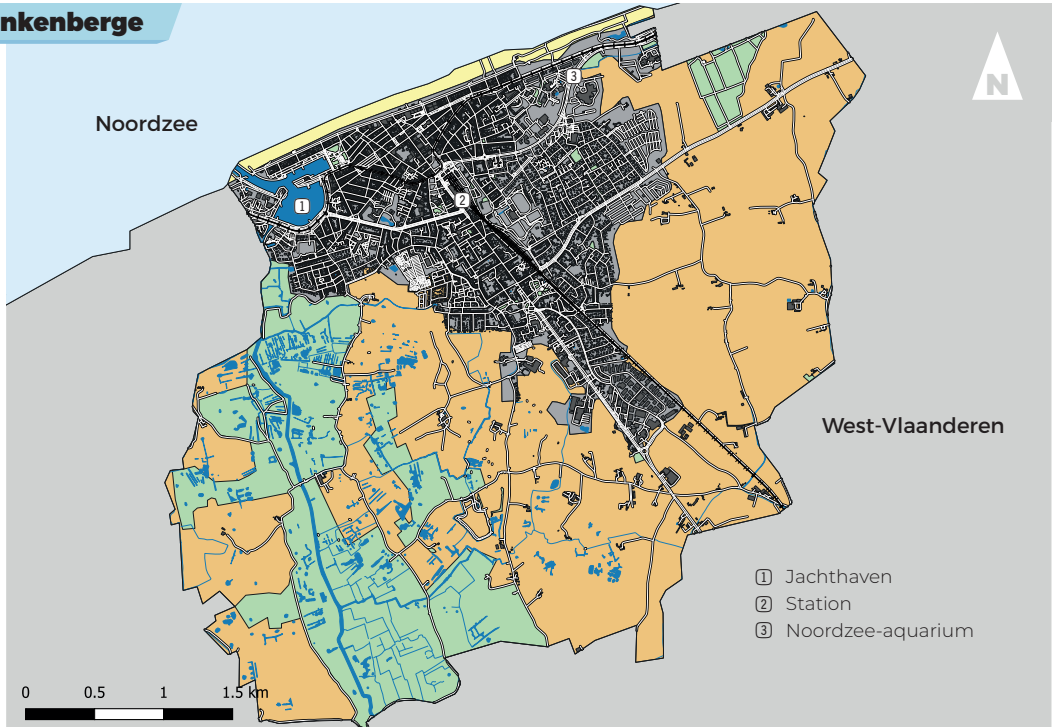 nkenberge
N
Noordzee
3
1
2
West-Vlaanderen
1 Jachthaven
2 Station
3 Noordzee-aquarium
0 0.5 1 1.5 km